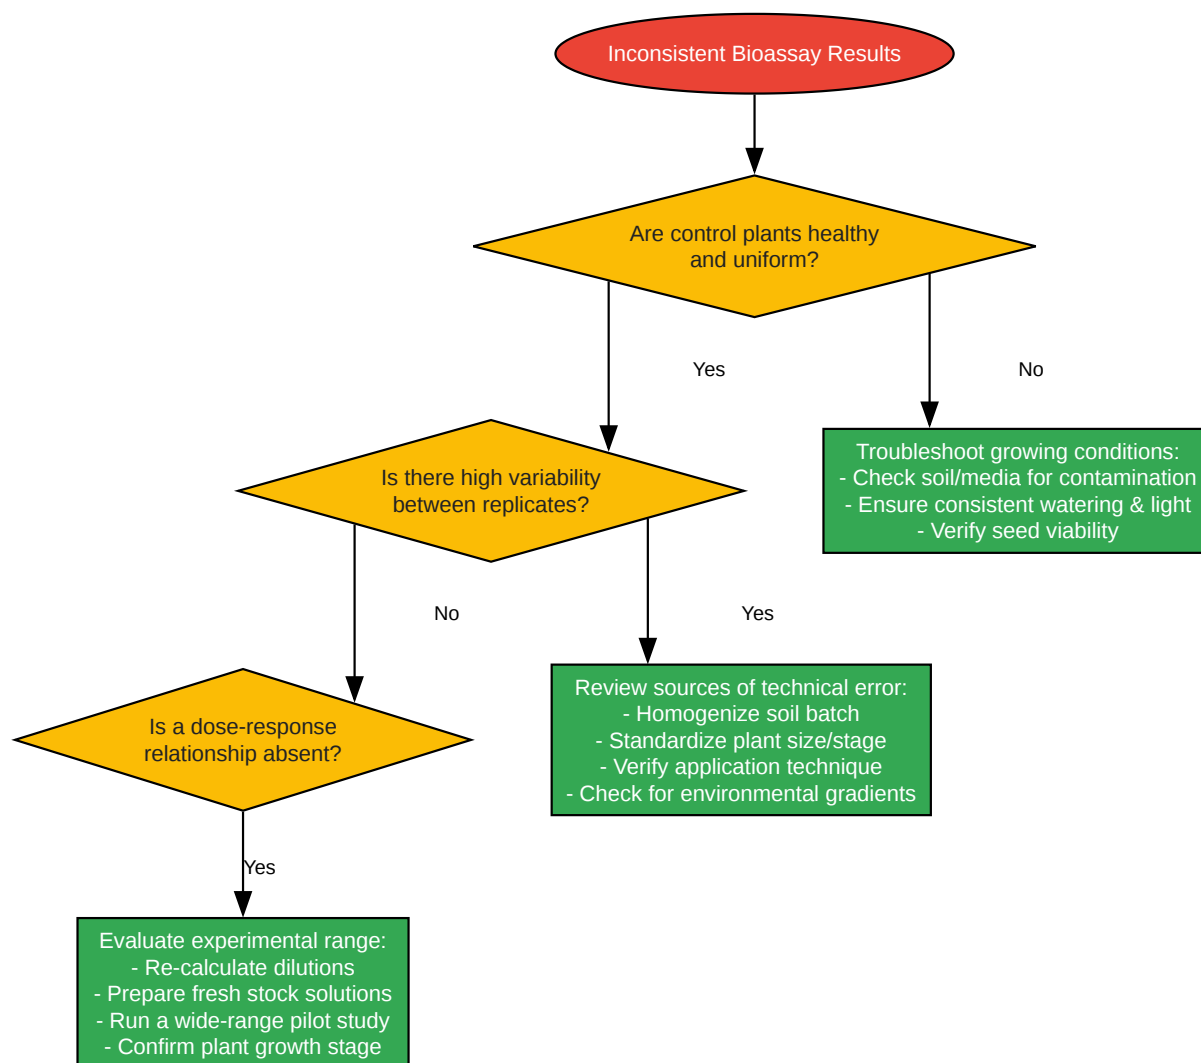 Inconsistent Bioassay Results
Are control plants healthy
and uniform?
Yes
No
Is there high variability
between replicates?
Troubleshoot growing conditions:
- Check soil/media for contamination
- Ensure consistent watering & light
- Verify seed viability
No
Yes
Is a dose-response
relationship absent?
Review sources of technical error:
- Homogenize soil batch
- Standardize plant size/stage
- Verify application technique
- Check for environmental gradients
Yes
Evaluate experimental range:
- Re-calculate dilutions
- Prepare fresh stock solutions
- Run a wide-range pilot study
- Confirm plant growth stage